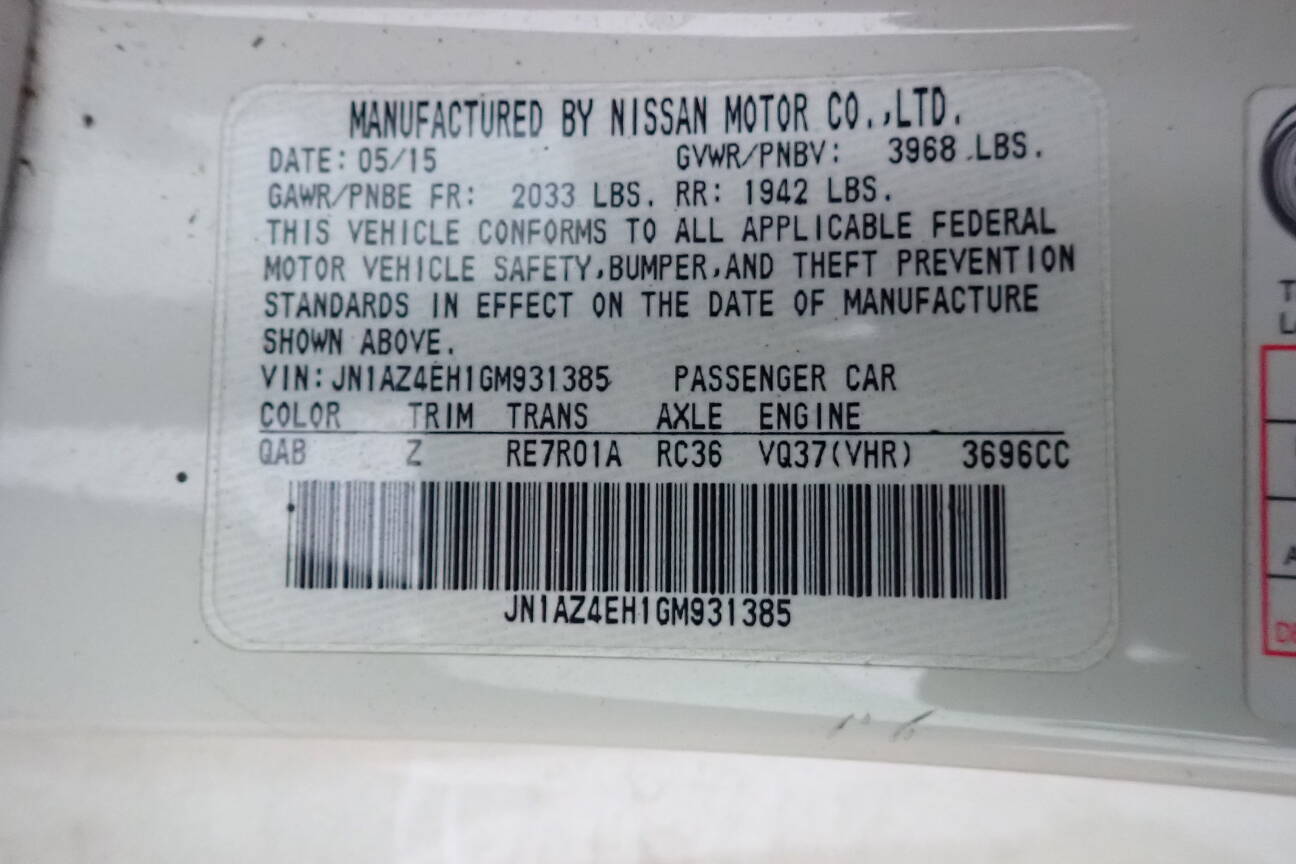 MANUFACTURED BY NISSAN MOTOR CO.,LTD.
DATE: 05/15 GVWR/PNBV: 3968 LBS.
GAWR/PNBE FR: 2033 LBS. RR: 1942 LBS.
THIS VEHICLE CONFORMS TO ALL APPLICABLE FEDERAL
MOTOR VEHICLE SAFETY,BUMPER,AND THEFT PREVENTION
STANDARDS IN EFFECT ON THE DATE OF MANUFACTURE
SHOWN ABOVE.
VIN: JN1AZ4EH1GM931385 PASSENGER CAR
COLOR TRIM TRANS AXLE ENGINE
QAB Z RE7R01A RC36 VQ37(VHR) 3696CC
JN1AZ4EH1GM931385